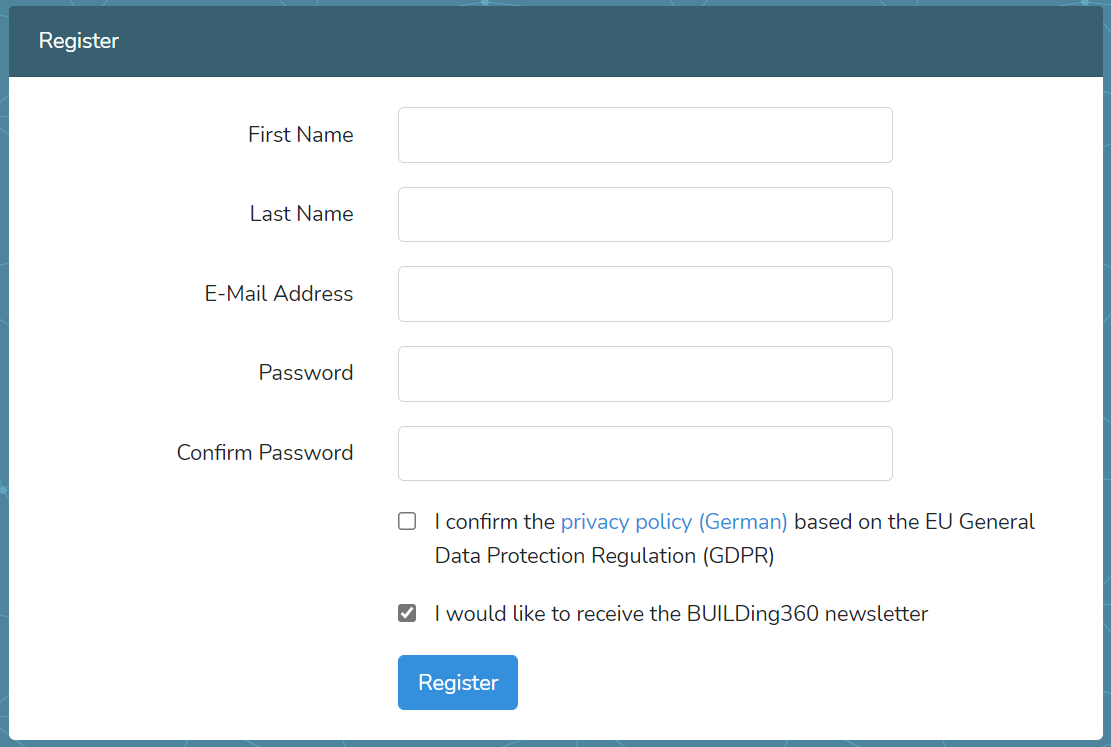 Register
First Name
Last Name
E-Mail Address
Password
Confirm Password
I confirm the privacy policy (German) based on the EU General
Data Protection Regulation (GDPR)
I would like to receive the BUILDing360 newsletter
Register